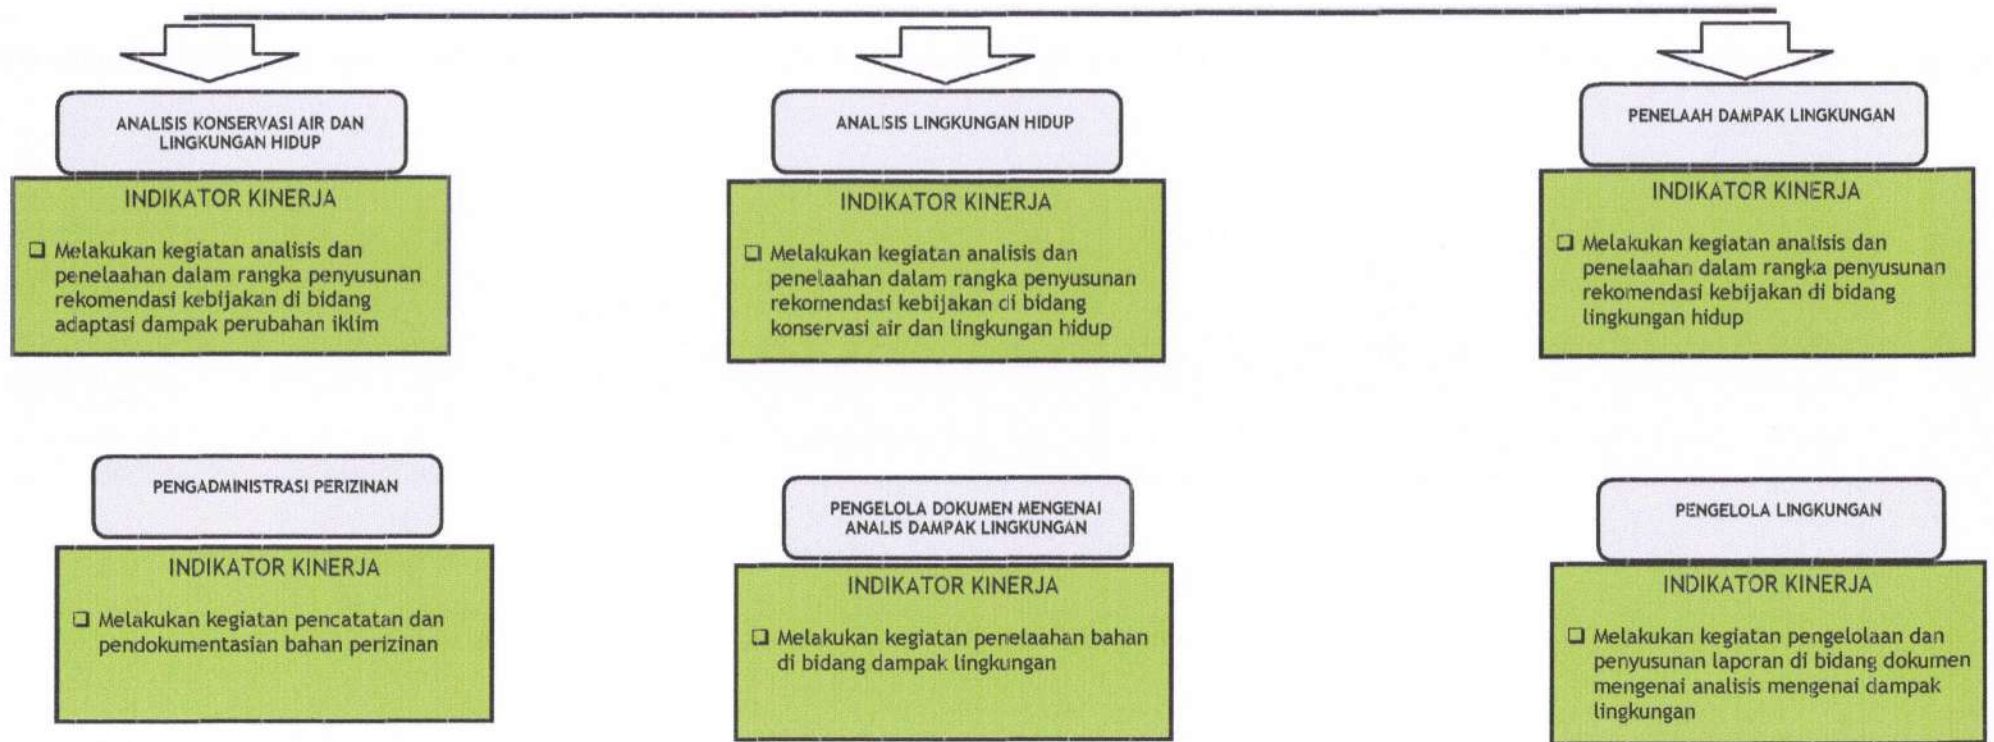 ANALISIS KONSERVASI AIR DAN
LINGKUNGAN HIDUP
INDIKATOR KINERJA
❑ Melakukan kegiatan analisis dan
penelaahan dalam rangka penyusunan
rekomendasi kebijakan di bidang
adaptasi dampak perubahan iklim
ANALISIS LINGKUNGAN HIDUP
INDIKATOR KINERJA
❑ Melakukan kegiatan analisis dan
penelaahan dalam rangka penyusunan
rekomendasi kebijakan di bidang
konservasi air dan lingkungan hidup
PENELAAH DAMPAK LINGKUNGAN
INDIKATOR KINERJA
❑ Melakukan kegiatan analisis dan
penelaahan dalam rangka penyusunan
rekomendasi kebijakan di bidang
lingkungan hidup
PENGADMINISTRASI PERIZINAN
INDIKATOR KINERJA
❑ Melakukan kegiatan pencatatan dan
pendokumentasian bahan perizinan
PENGELOLA DOKUMEN MENGENAI
ANALIS DAMPAK LINGKUNGAN
INDIKATOR KINERJA
❑ Melakukan kegiatan penelaahan bahan
di bidang dampak lingkungan
PENGELOLA LINGKUNGAN
INDIKATOR KINERJA
❑ Melakukan kegiatan pengelolaan dan
penyusunan laporan di bidang dokumen
mengenai analisis mengenai dampak
lingkungan